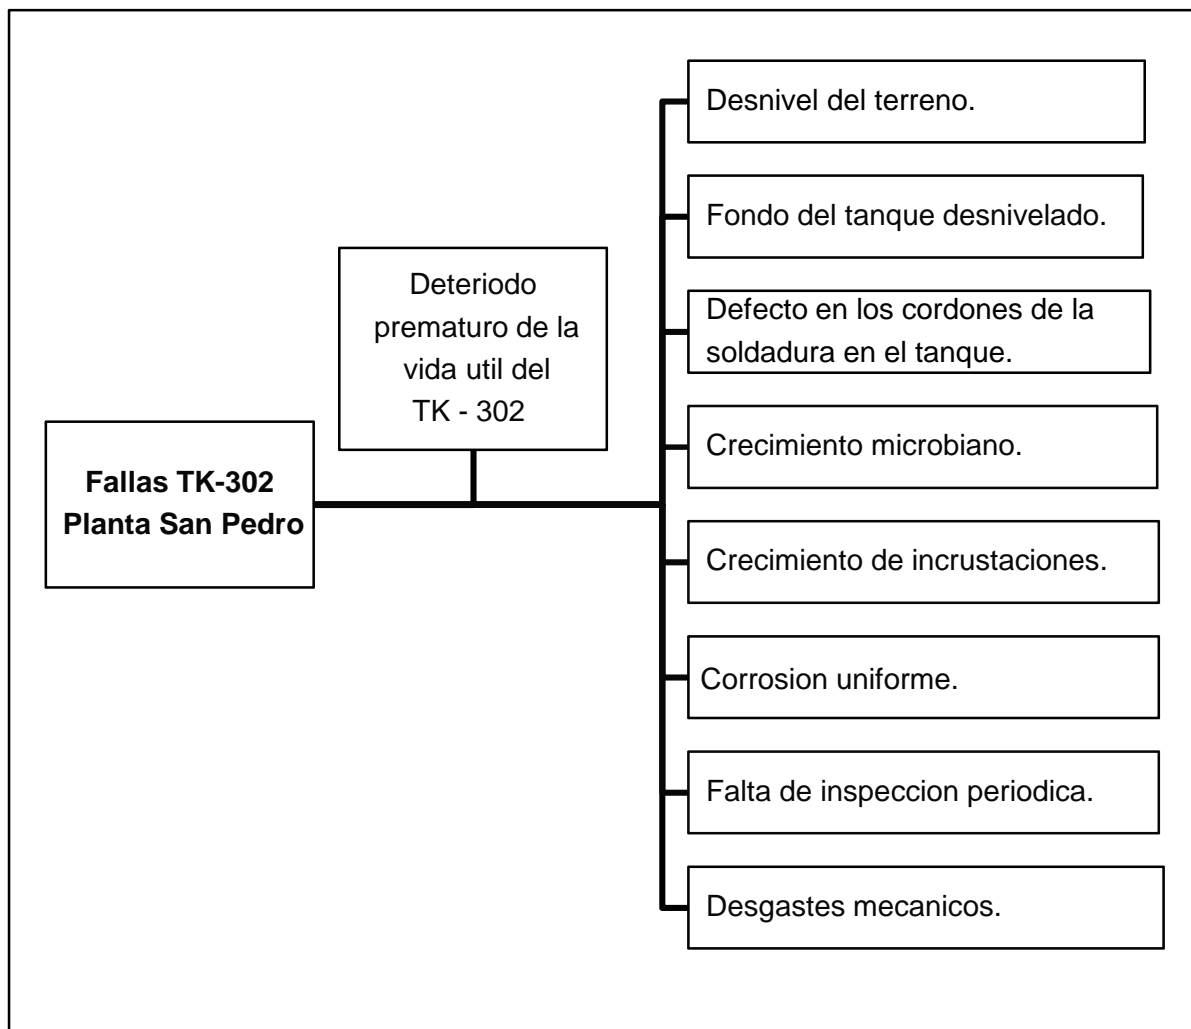 Desnivel del terreno.
Fondo del tanque desnivelado.
Deteriodo
prematuro de la
vida util del
TK - 302
Defecto en los cordones de la
soldadura en el tanque.
Fallas TK-302
Planta San Pedro
Crecimiento microbiano.
Crecimiento de incrustaciones.
Corrosion uniforme.
Falta de inspeccion periodica.
Desgastes mecanicos.